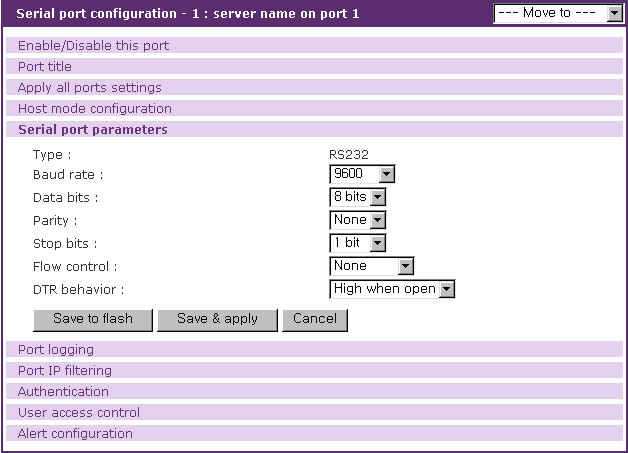 Serial port configuration - 1 : server name on port 1 --- Move to ---
Enable/Disable this port
Port title
Apply all ports settings
Host mode configuration
Serial port parameters
Type : RS232
Baud rate : 9600
Data bits : 8 bits
Parity : None
Stop bits : 1 bit
Flow control : None
DTR behavior : High when open
Save to flash Save & apply Cancel
Port logging
Port IP filtering
Authentication
User access control
Alert configuration